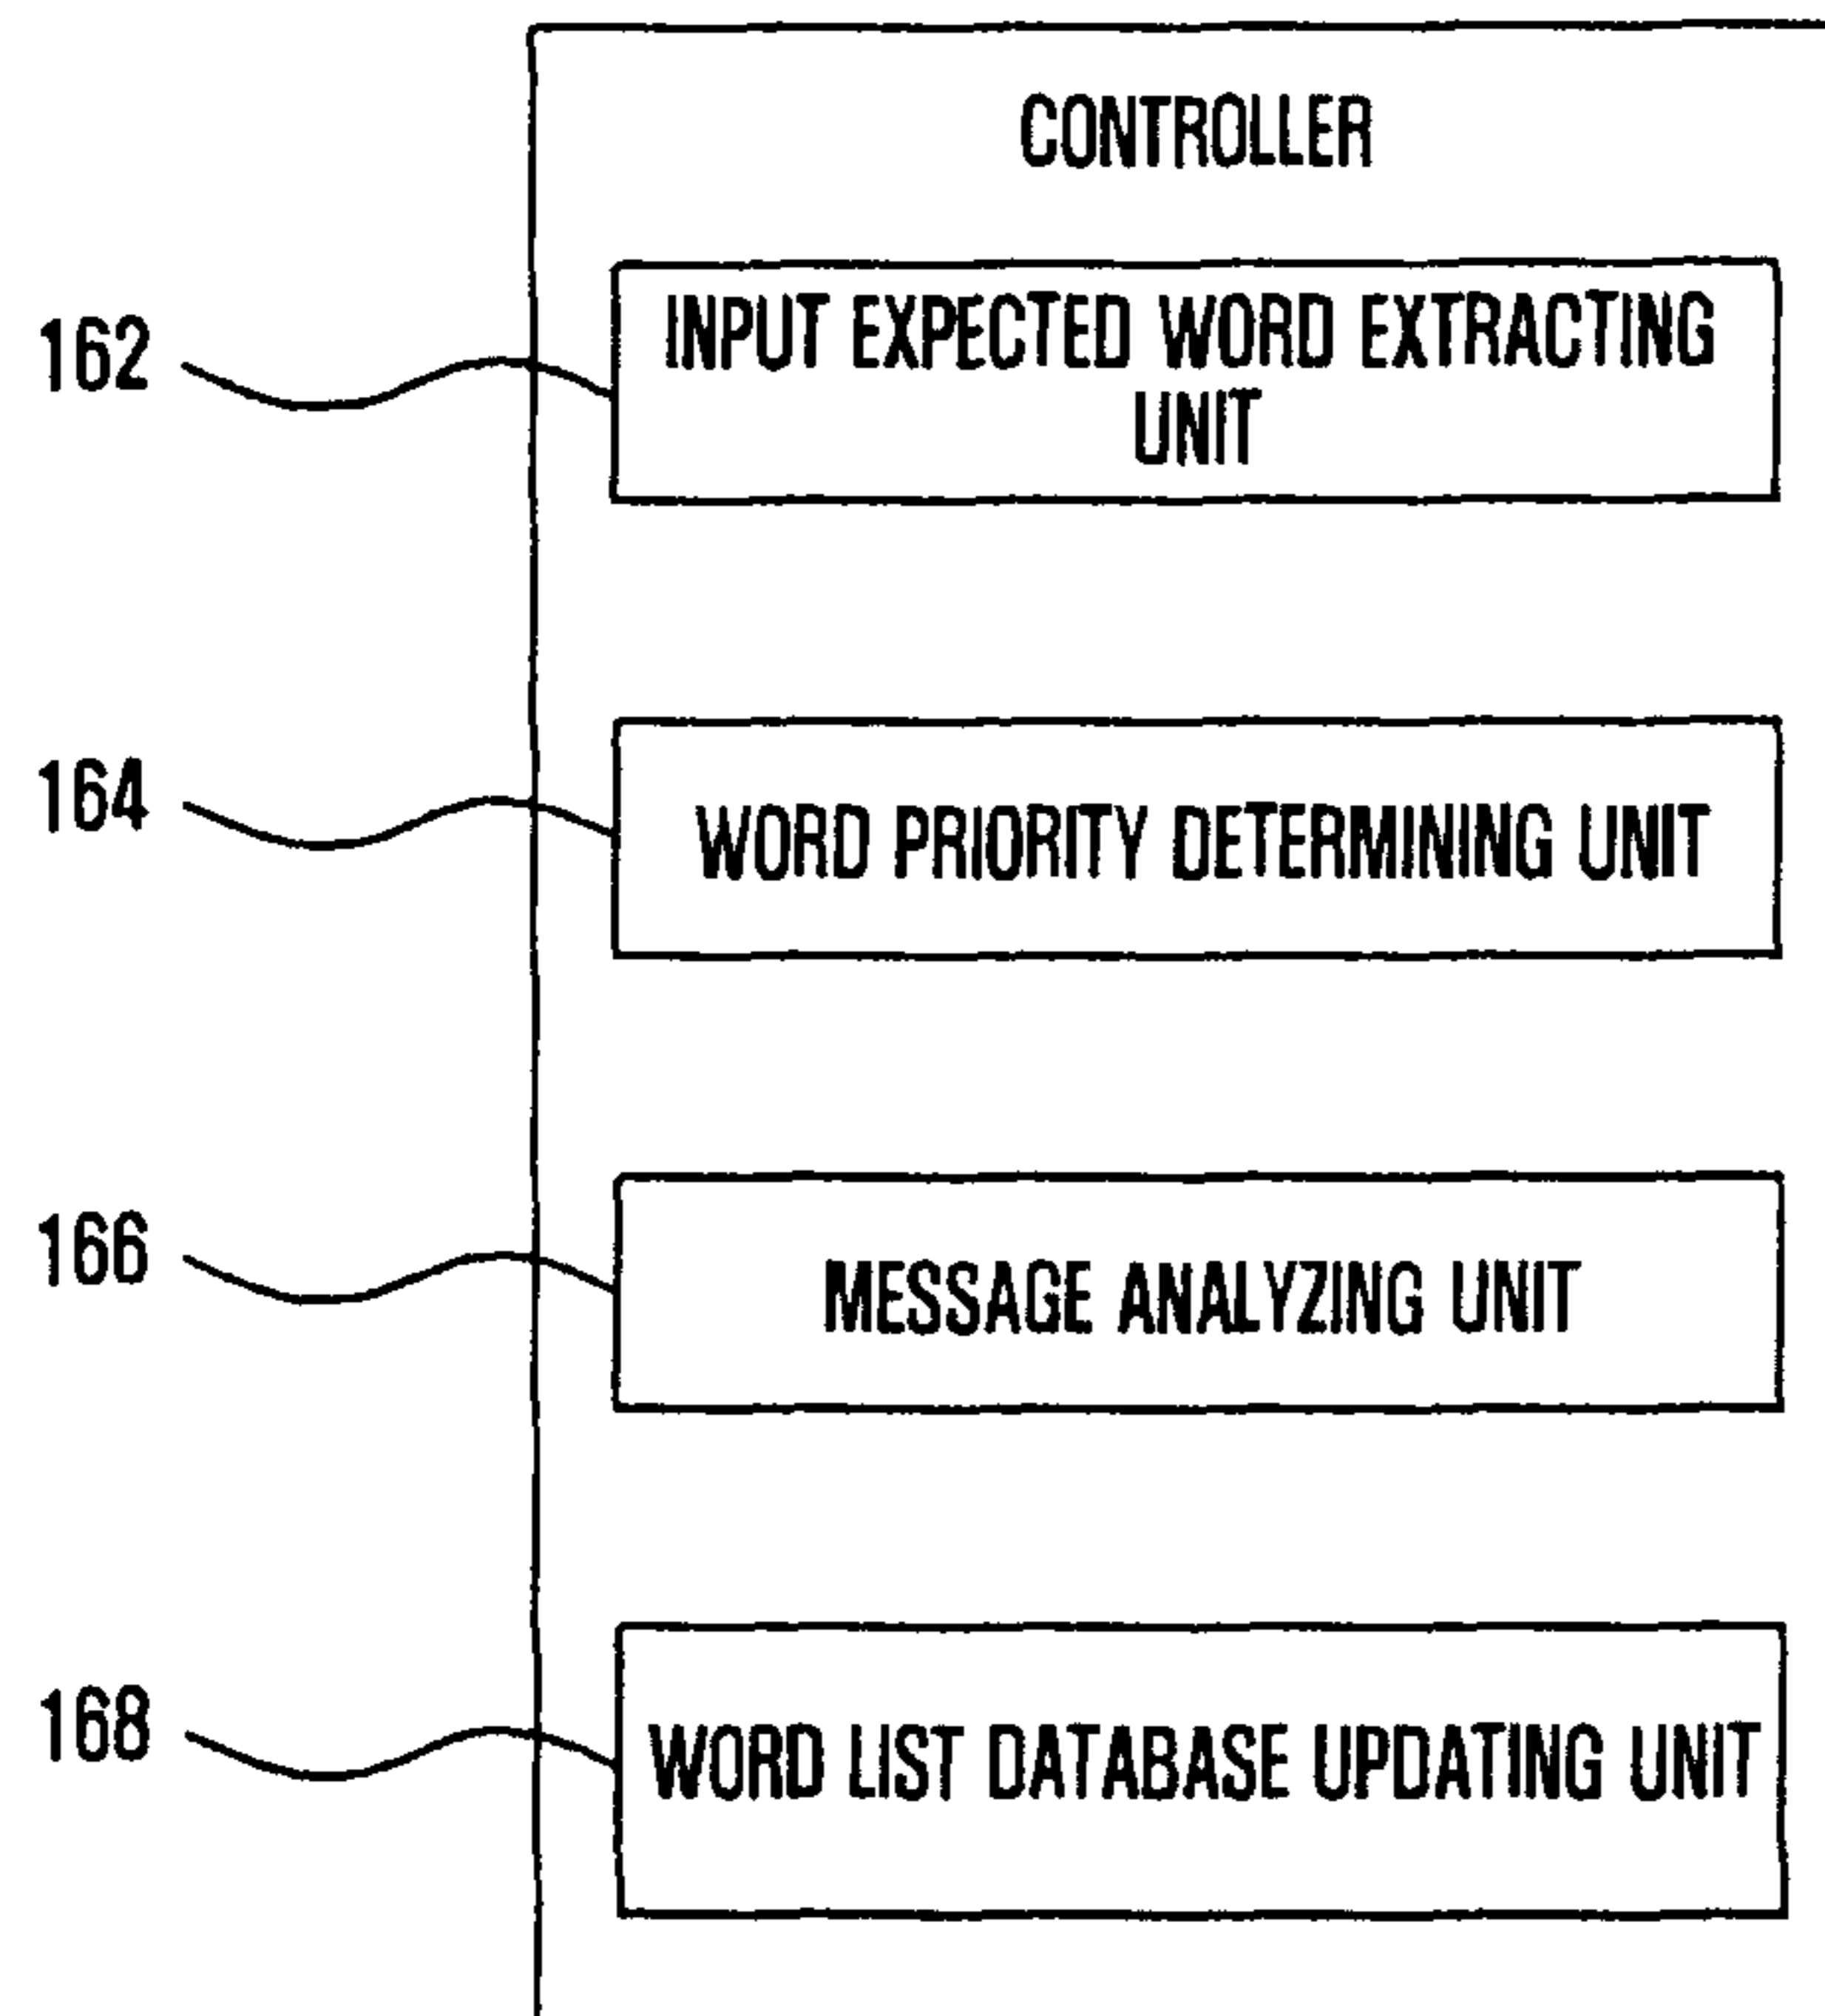 CONTROLLER
162
INPUT EXPECTED WORD EXTRACTING
UNIT
164
WORD PRIORITY DETERMINING UNIT
166
MESSAGE ANALYZING UNIT
168
WORD LIST DATABASE UPDATING UNIT